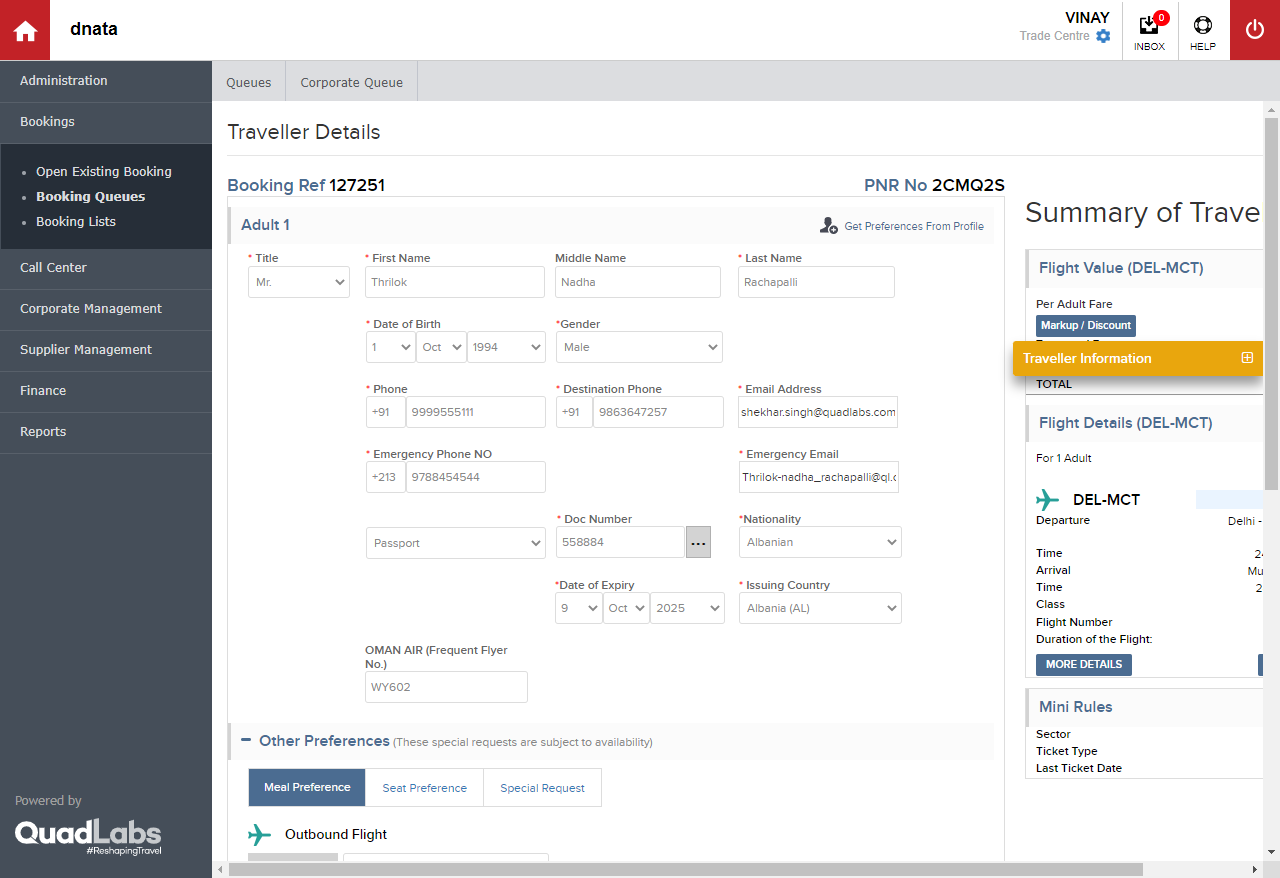 dnata
VINAY
Trade Centre
0
INBOX
HELP
Administration
Bookings
Open Existing Booking
Booking Queues
Booking Lists
Call Center
Corporate Management
Supplier Management
Finance
Reports
Powered by
QuadLabs
#ReshapingTravel
Queues
Corporate Queue
Traveller Details
Booking Ref 127251
PNR No 2CMQ2S
Adult 1
Get Preferences From Profile
* Title
* First Name
Middle Name
* Last Name
Mr.
Thrilok
Nadha
Rachapalli
* Date of Birth
*Gender
1
Oct
1994
Male
* Phone
* Destination Phone
* Email Address
+91
9999555111
+91
9863647257
shekhar.singh@quadlabs.com
* Emergency Phone NO
* Emergency Email
+213
9788454544
Thrilok-nadha_rachapalli@ql.c
* Doc Number
*Nationality
Passport
558884
...
Albanian
*Date of Expiry
* Issuing Country
9
Oct
2025
Albania (AL)
OMAN AIR (Frequent Flyer
No.)
WY602
Other Preferences (These special requests are subject to availability)
Meal Preference
Seat Preference
Special Request
Outbound Flight
Summary of Trave
Flight Value (DEL-MCT)
Per Adult Fare
Markup / Discount
Traveller Information
TOTAL
Flight Details (DEL-MCT)
For 1 Adult
DEL-MCT
Departure
Delhi -
Time
24
Arrival
Mu
Time
2
Class
Flight Number
Duration of the Flight:
MORE DETAILS
Mini Rules
Sector
Ticket Type
Last Ticket Date